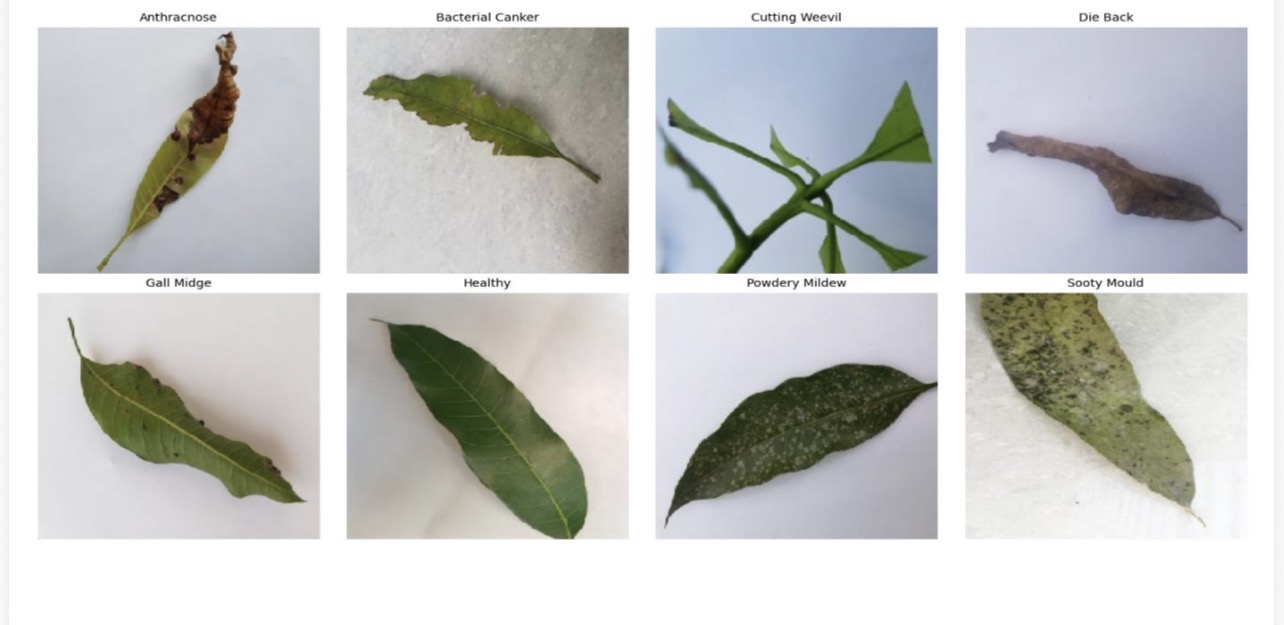 Anthracnose
Bacterial Canker
Cutting Weevil
Die Back
Gall Midge
Healthy
Powdery Mildew
Sooty Mould